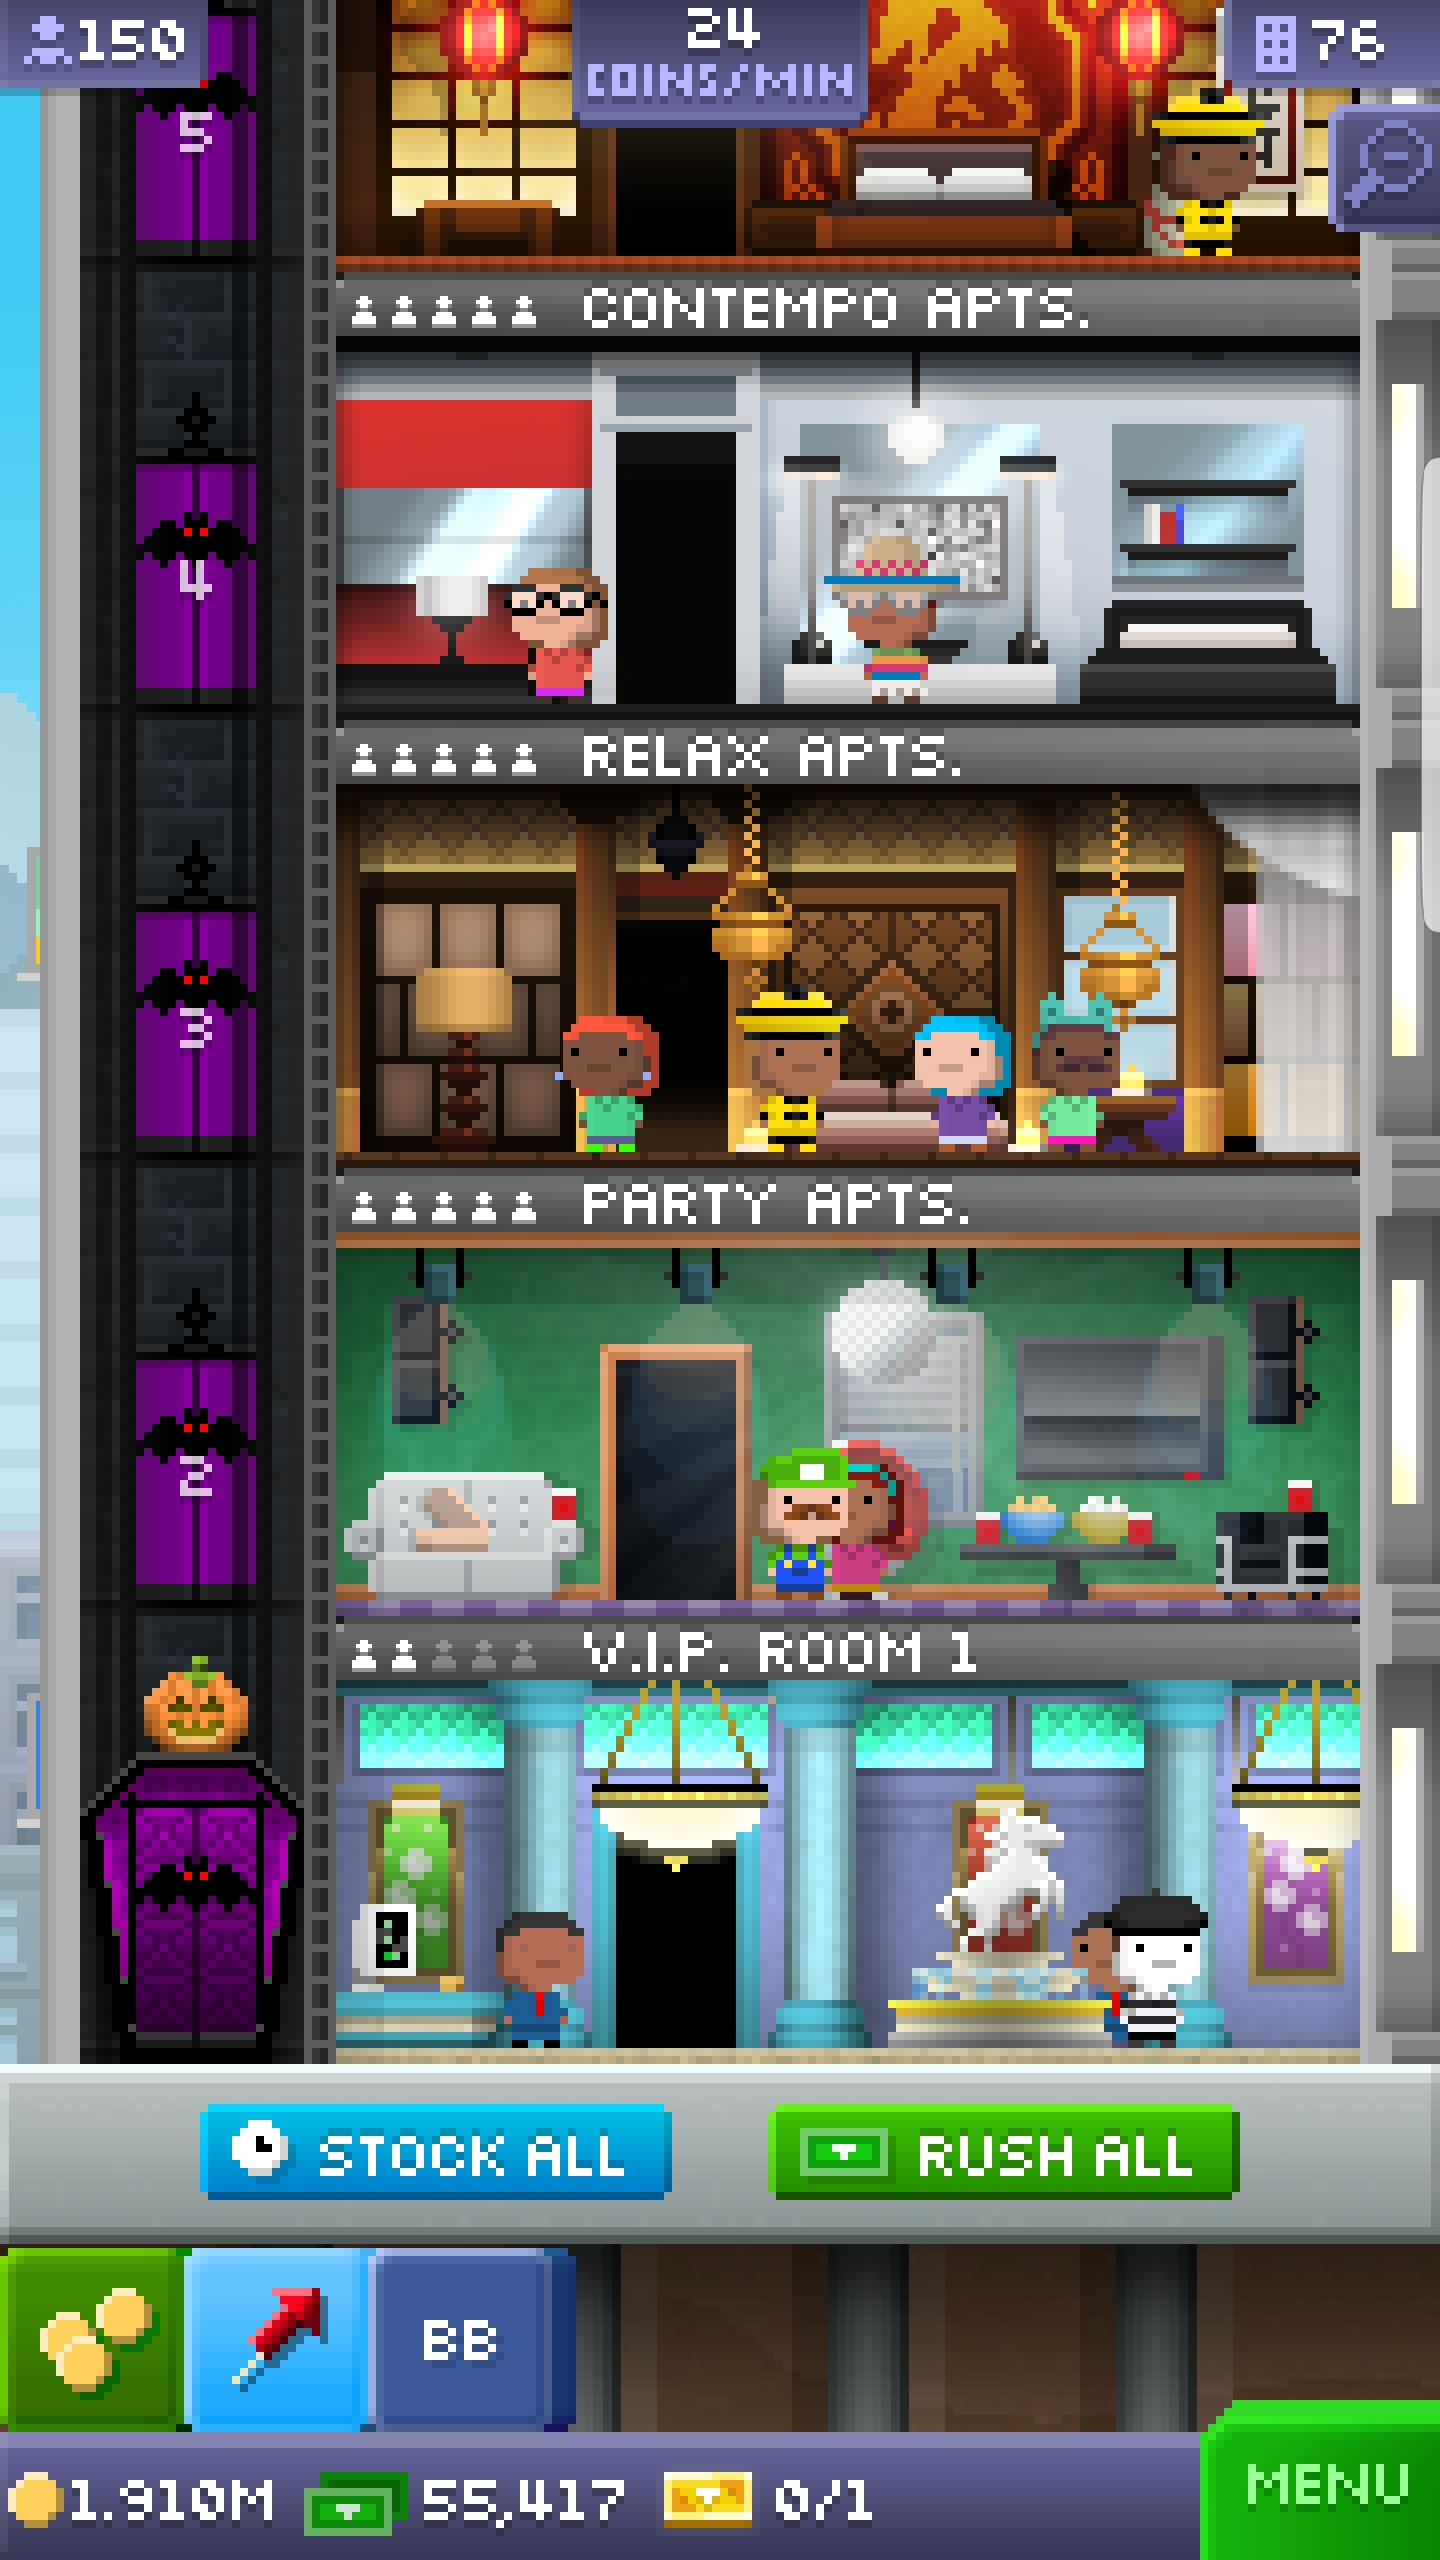 150
24
COINS/MIN
76
5
CONTEMPO APTS.
4
RELAX APTS.
3
PARTY APTS.
2
V.I.P. ROOM 1
STOCK ALL
RUSH ALL
BB
1.910M
55,417
0/1
MENU